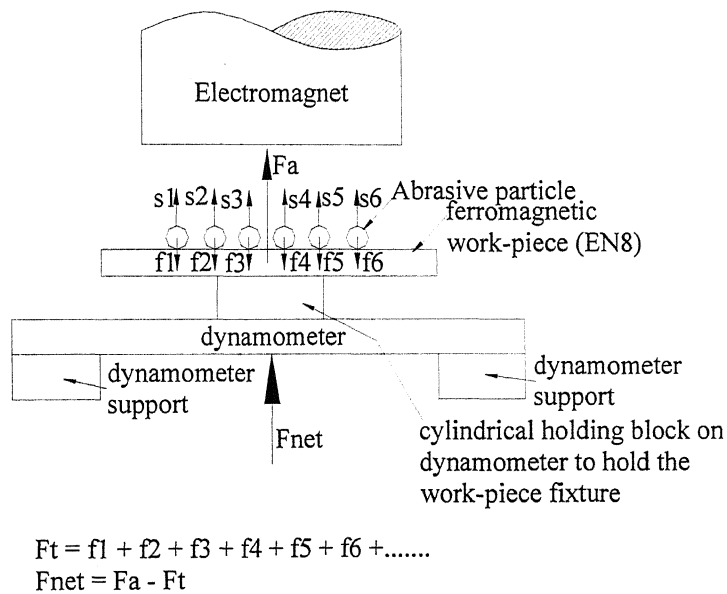 Electromagnet
Fa
s1 s2 s3 s4 s5 s6
Abrasive particle
ferromagnetic
work-piece (EN8)
f1 f2 f3 f4 f5 f6
dynamometer
dynamometer
support
dynamometer
support
Fnet
cylindrical holding block on
dynamometer to hold the
work-piece fixture
Ft = f1 + f2 + f3 + f4 + f5 + f6 +.......
Fnet = Fa - Ft